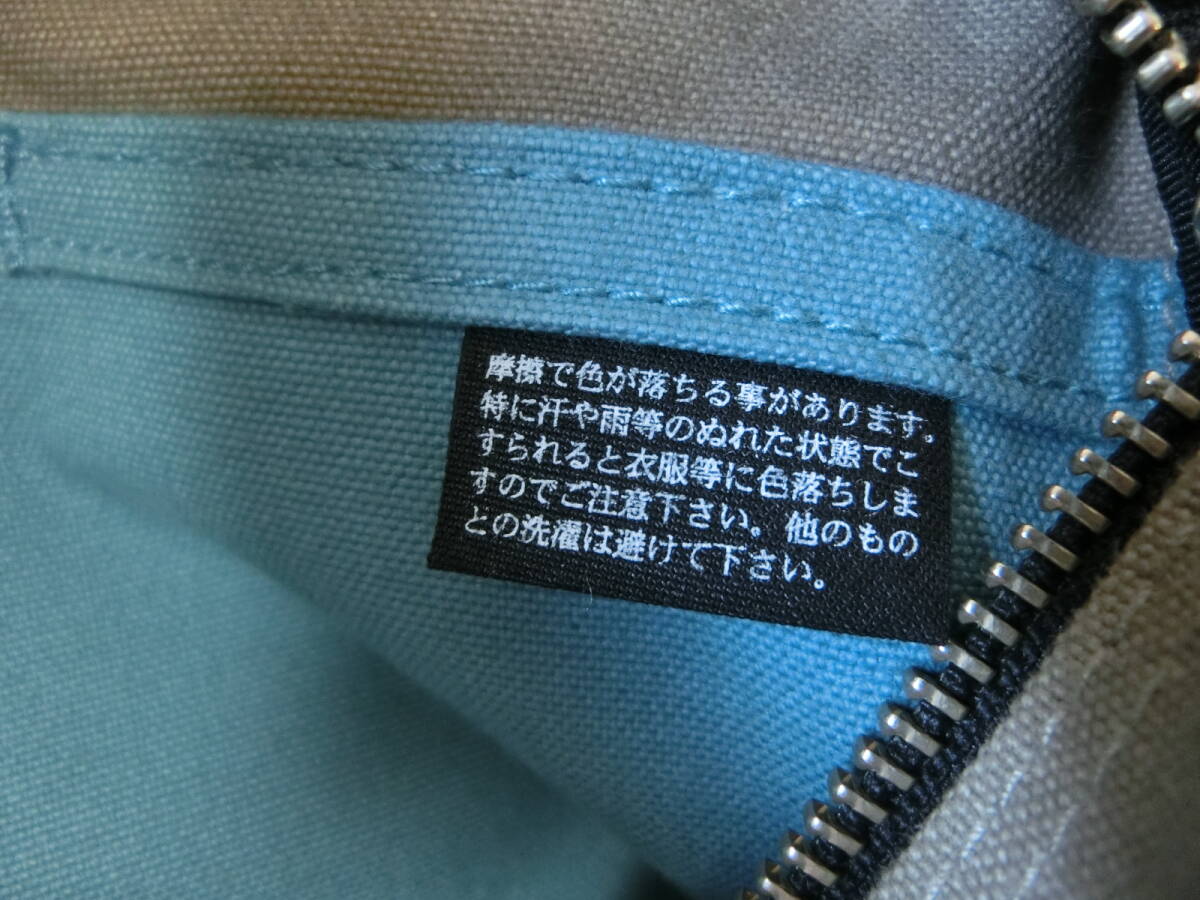 摩擦で色が落ちる事があります。
特に汗や雨等のぬれた状態でこ
すられると衣服等に色落ちしま
すのでご注意下さい。他のもの
との洗濯は避けて下さい。